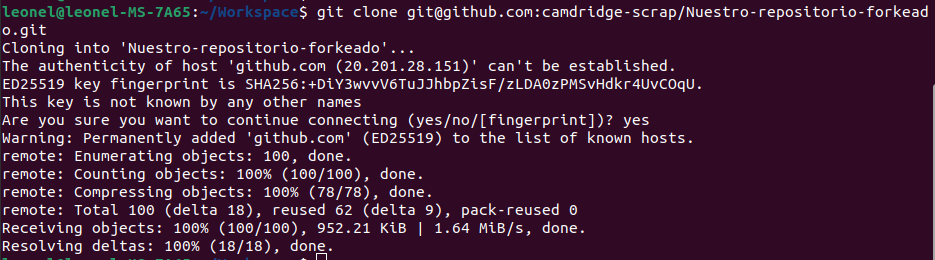 leonel@leonel-MS-7A65:~/Workspace$ git clone git@github.com:camdridge-scrap/Nuestro-repositorio-forkead
o.git
Cloning into 'Nuestro-repositorio-forkeado'...
The authenticity of host 'github.com (20.201.28.151)' can't be established.
ED25519 key fingerprint is SHA256:+DiY3wvvV6TuJJhbpZisF/zLDA0zPMSvHdkr4UvCOqU.
This key is not known by any other names
Are you sure you want to continue connecting (yes/no/[fingerprint])? yes
Warning: Permanently added 'github.com' (ED25519) to the list of known hosts.
remote: Enumerating objects: 100, done.
remote: Counting objects: 100% (100/100), done.
remote: Compressing objects: 100% (78/78), done.
remote: Total 100 (delta 18), reused 62 (delta 9), pack-reused 0
Receiving objects: 100% (100/100), 952.21 KiB | 1.64 MiB/s, done.
Resolving deltas: 100% (18/18), done.